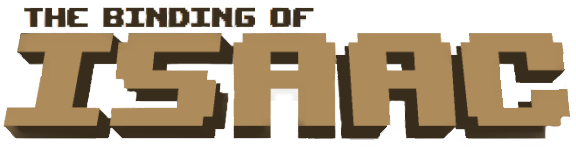 THE BINDING OF
ISAAC